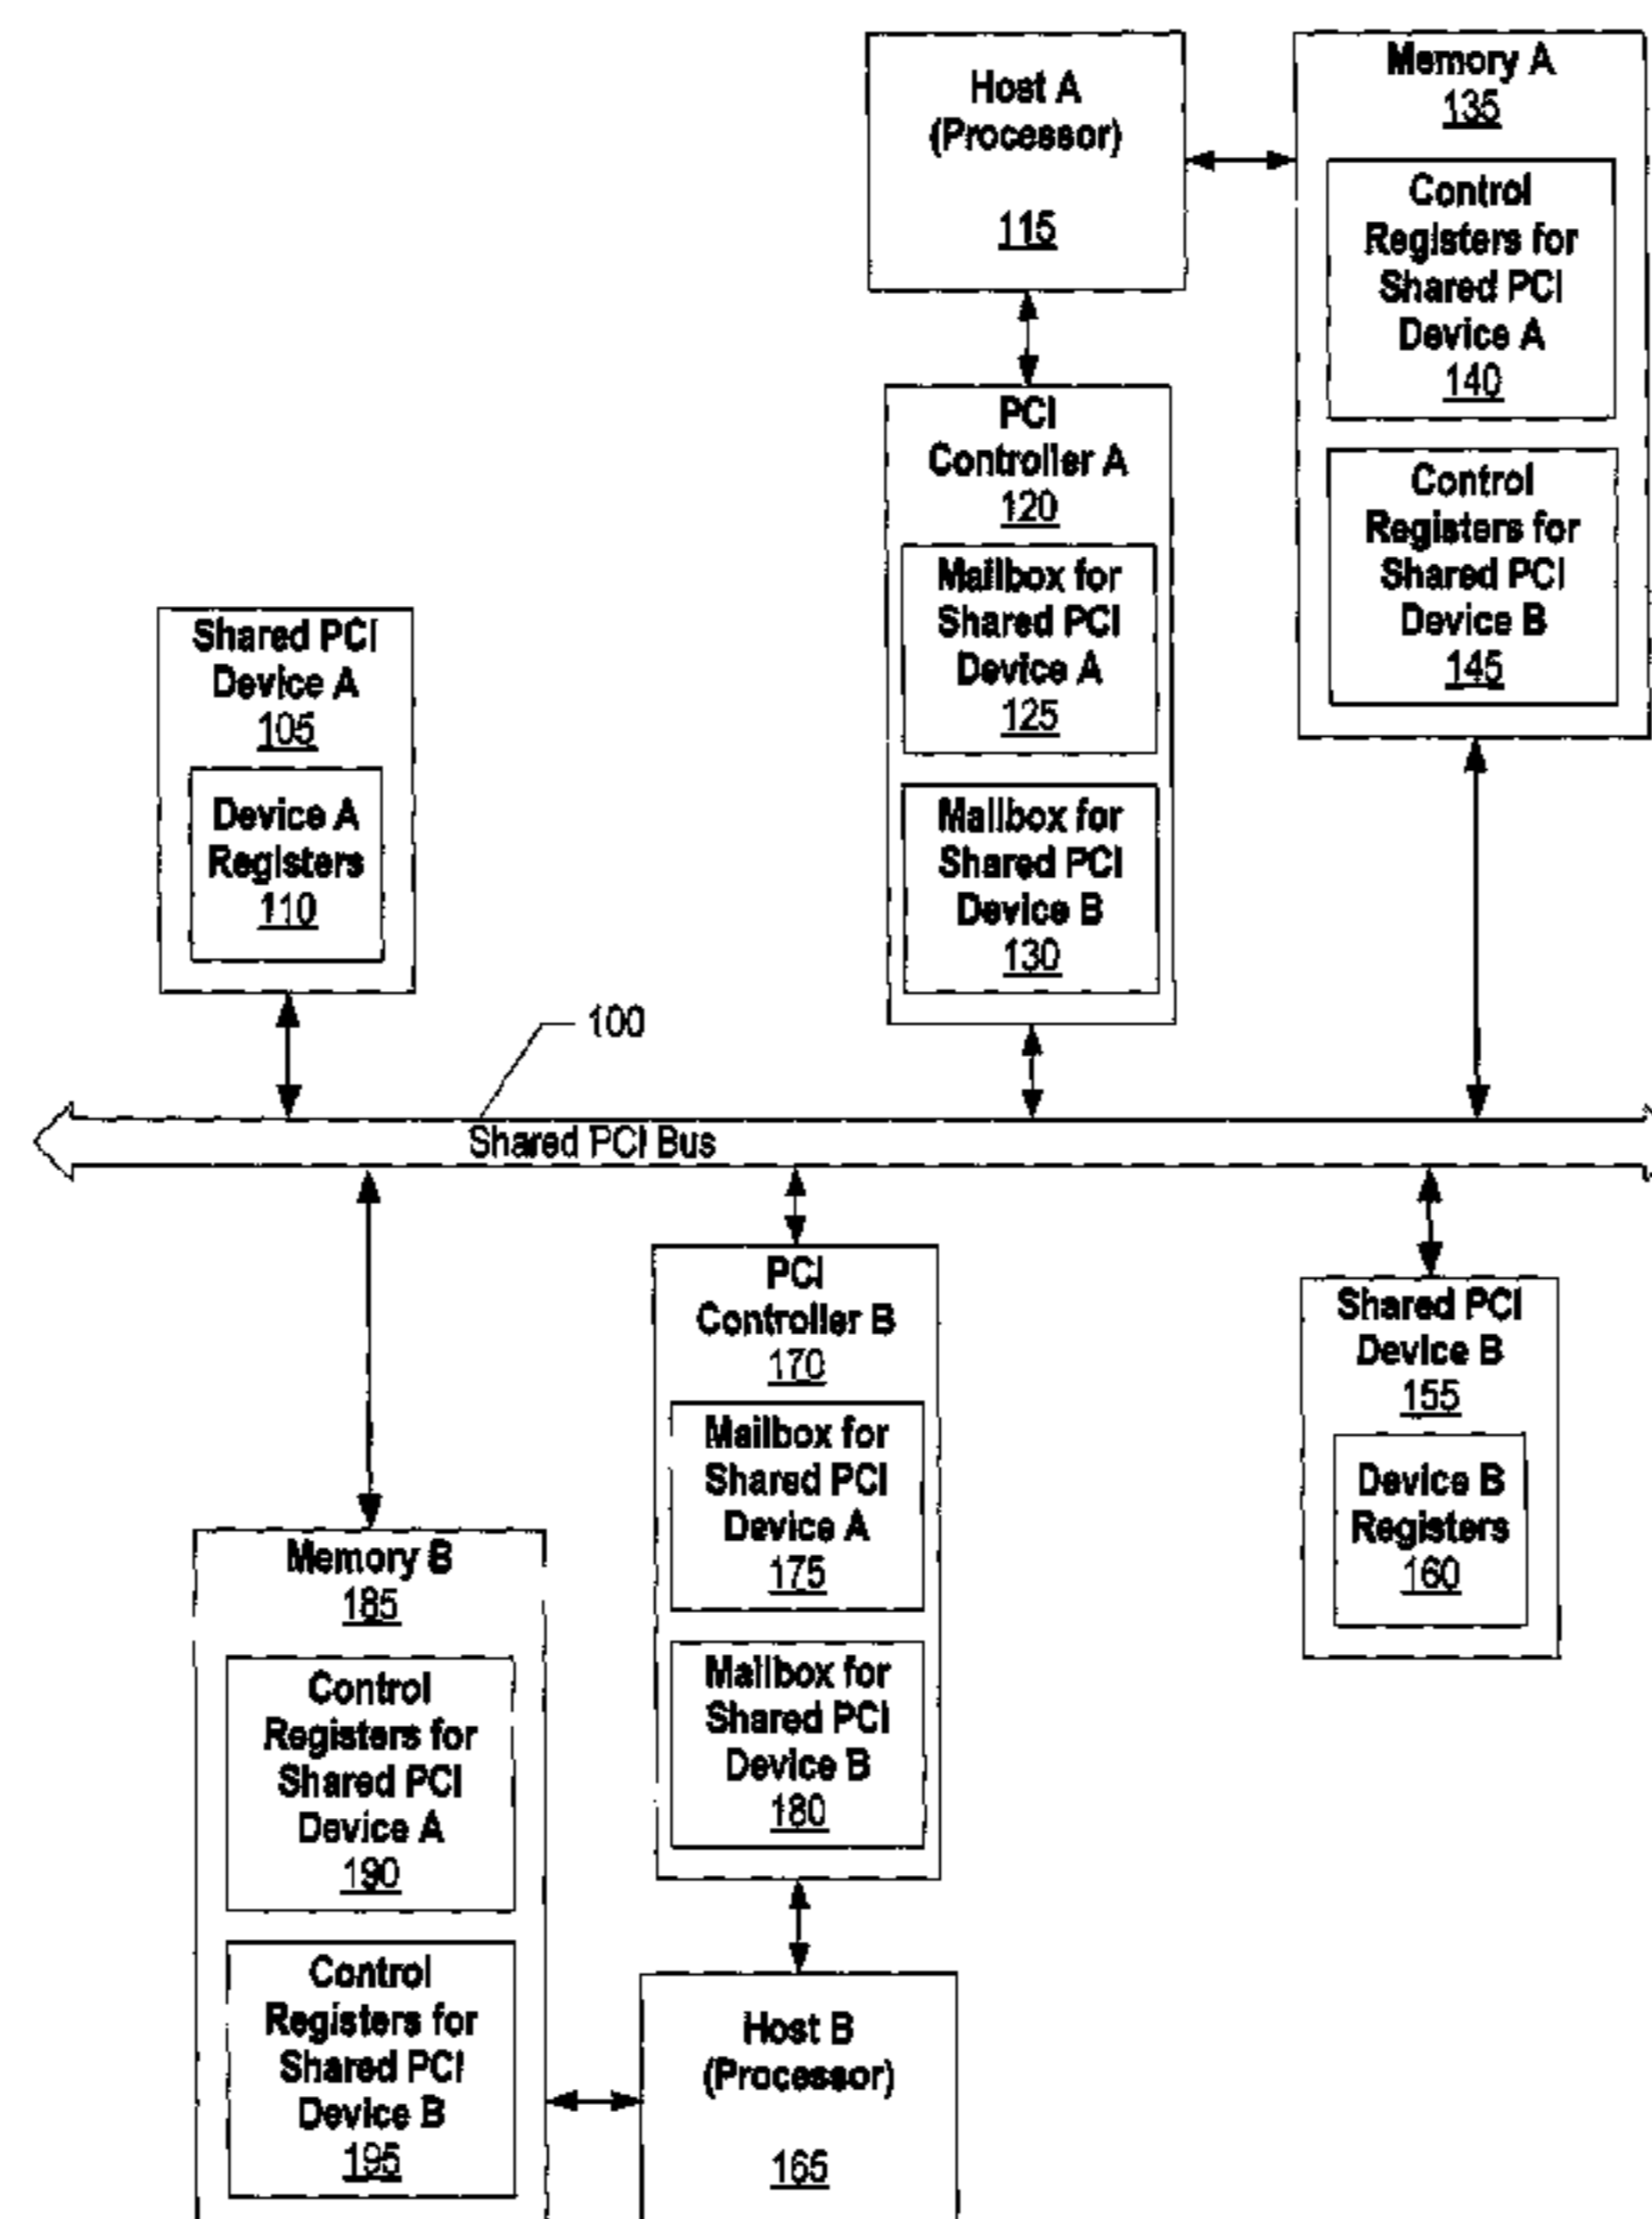 Host A
(Processor)
115
Memory A
135
Control
Registers for
Shared PCI
Device A
140
Control
Registers for
Shared PCI
Device B
145
PCI
Controller A
120
Mailbox for
Shared PCI
Device A
125
Mailbox for
Shared PCI
Device B
130
Shared PCI
Device A
105
Device A
Registers
110
100
Shared PCI Bus
PCI
Controller B
170
Mailbox for
Shared PCI
Device A
175
Mailbox for
Shared PCI
Device B
180
Shared PCI
Device B
155
Device B
Registers
160
Memory B
185
Control
Registers for
Shared PCI
Device A
190
Control
Registers for
Shared PCI
Device B
195
Host B
(Processor)
165